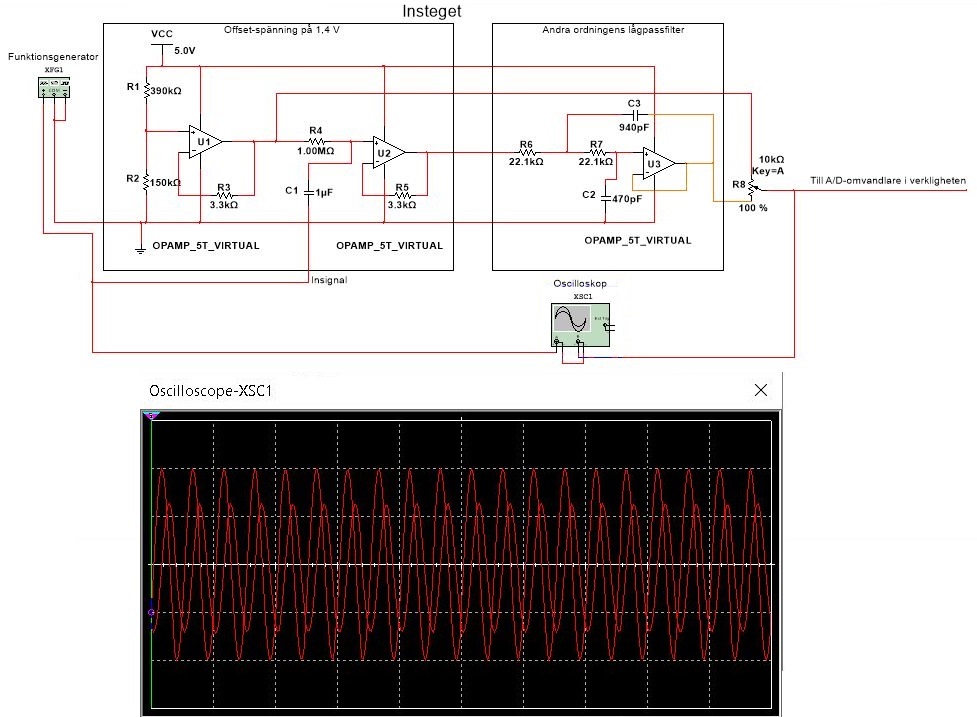 Insteget
Offset-spänning på 1,4 V
Andra ordningens lågpassfilter
VCC
5.0V
Funktionsgenerator
XFG1
COM
R1
390kΩ
R2
150kΩ
U1
R3
3.3kΩ
R4
1.00MΩ
C1
1µF
U2
R5
3.3kΩ
OPAMP_5T_VIRTUAL
OPAMP_5T_VIRTUAL
Insignal
R6
22.1kΩ
R7
22.1kΩ
C3
940pF
C2
470pF
U3
OPAMP_5T_VIRTUAL
10kΩ
Key=A
R8
100 %
Till A/D-omvandlare i verkligheten
Oscilloskop
XSC1
Ext Trig
A
B
Oscilloscope-XSC1